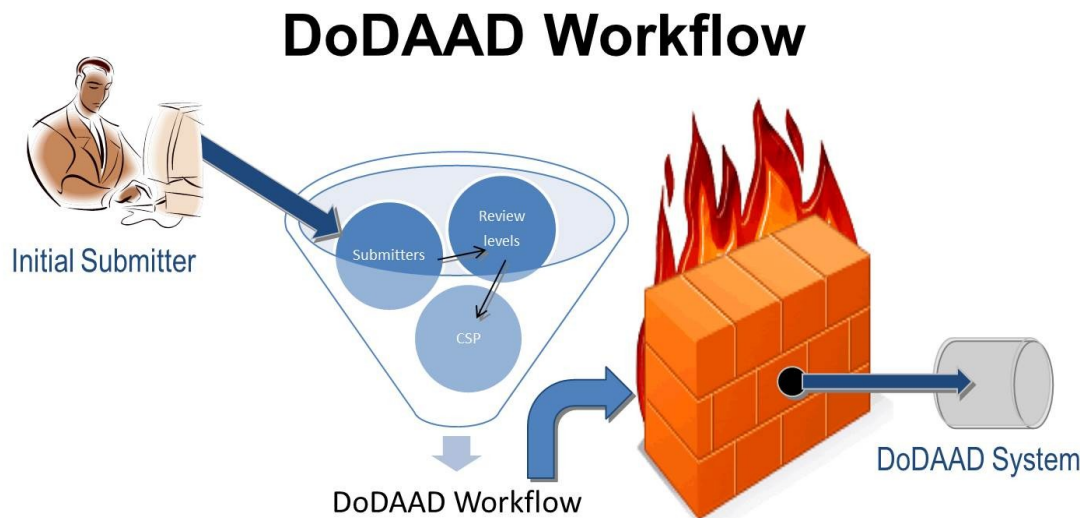 DoDAAD Workflow
Initial Submitter
Submitters
Review
levels
CSP
DoDAAD Workflow
DoDAAD System